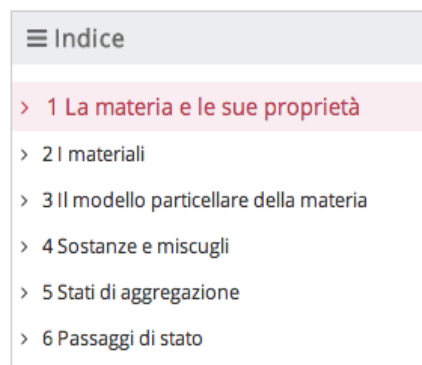 Indice
1 La materia e le sue proprietà
2 I materiali
3 Il modello particellare della materia
4 Sostanze e miscugli
5 Stati di aggregazione
6 Passaggi di stato